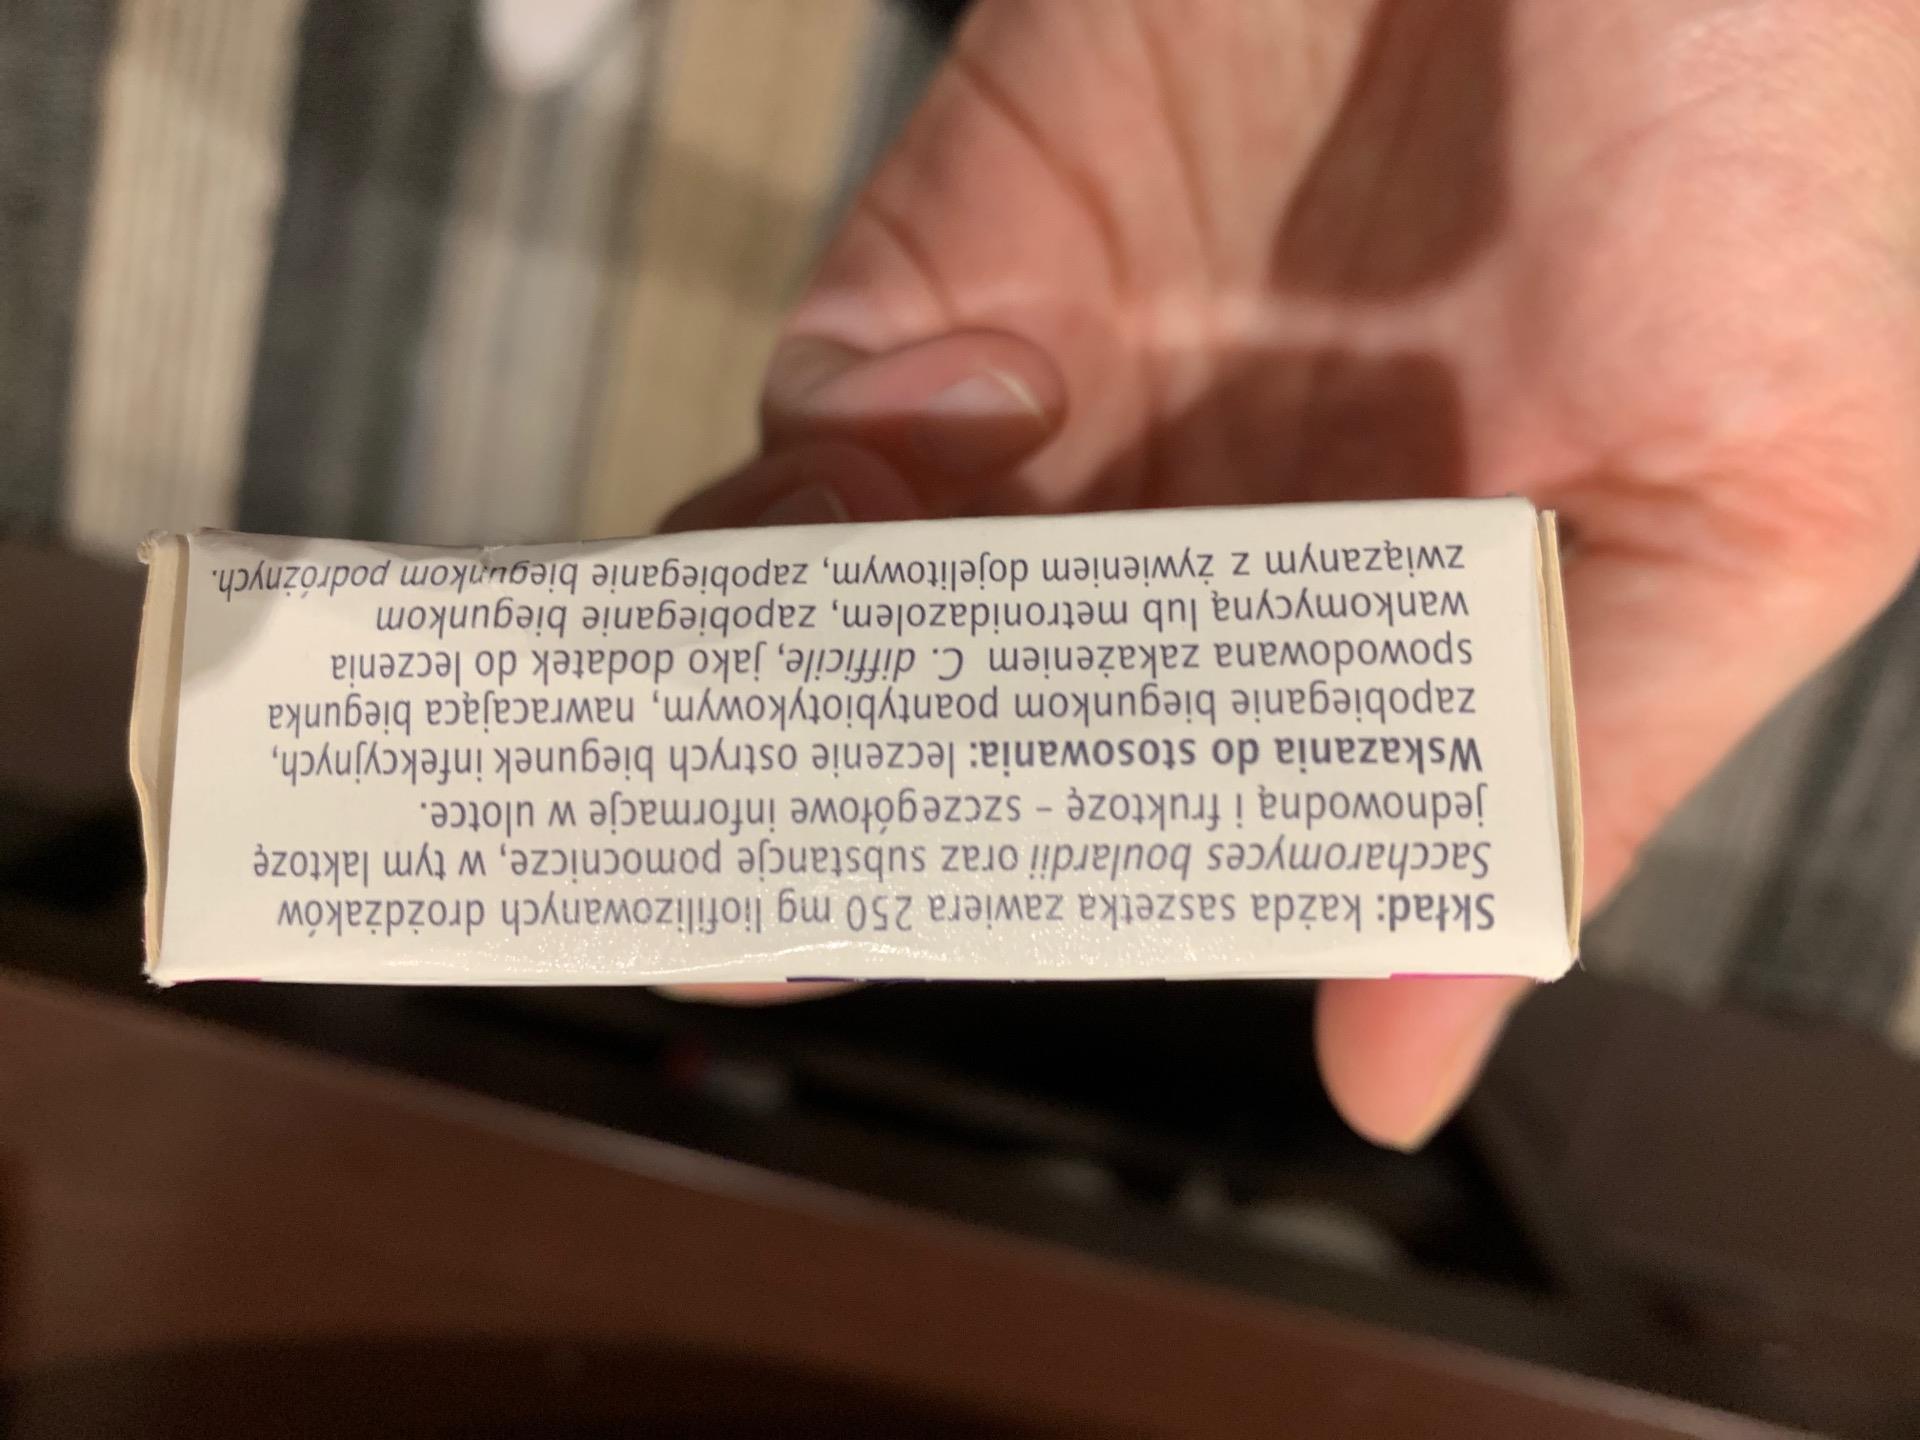 Skład: każda saszetka zawiera 250 mg liofilizowanych drożdżaków
Saccharomyces boulardii oraz substancje pomocnicze, w tym laktozę
jednowodną i fruktozę – szczegółowe informacje w ulotce.
Wskazania do stosowania: leczenie ostrych biegunek infekcyjnych,
zapobieganie biegunkom poantybiotykowym, nawracająca biegunka
spowodowana zakażeniem C. difficile, jako dodatek do leczenia
wankomycyną lub metronidazolem, zapobieganie biegunkom
związanym z żywieniem dojelitowym, zapobieganie biegunkom podróżnych.